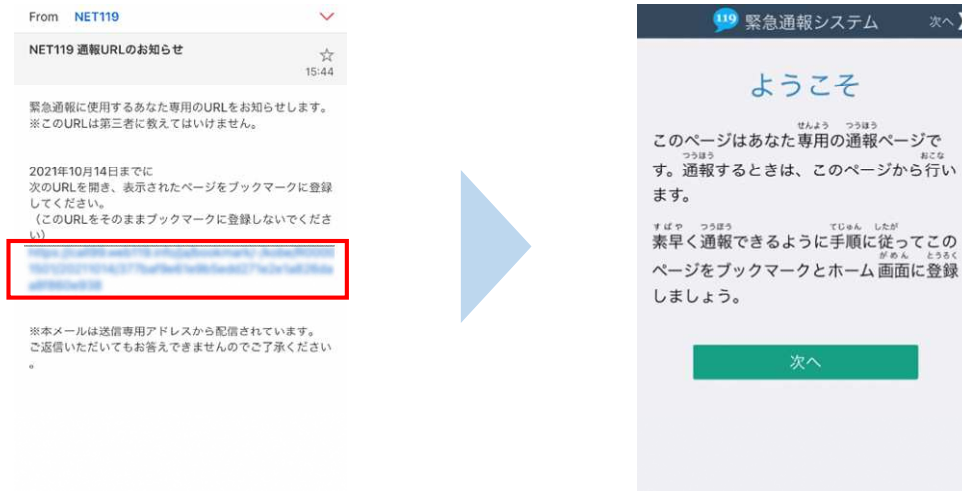 From NET119
NET119 通報URLのお知らせ
15:44
緊急通報に使用するあなた専用のURLをお知らせします。
※このURLは第三者に教えてはいけません。
2021年10月14日までに
次のURLを開き、表示されたページをブックマークに登録
してください。
（このURLをそのままブックマークに登録しないでくださ
い）
※本メールは送信専用アドレスから配信されています。
ご返信いただいてもお答えできませんのでご了承ください
。
119 緊急通報システム 次へ
ようこそ
せんよう つうほう
このページはあなた専用の通報ページで
つうほう おこな
す。通報するときは、このページから行い
ます。
すばや つうほう てじゅん したが
素早く通報できるように手順に従ってこの
がめん とうろく
ページをブックマークとホーム画面に登録
しましょう。
次へ